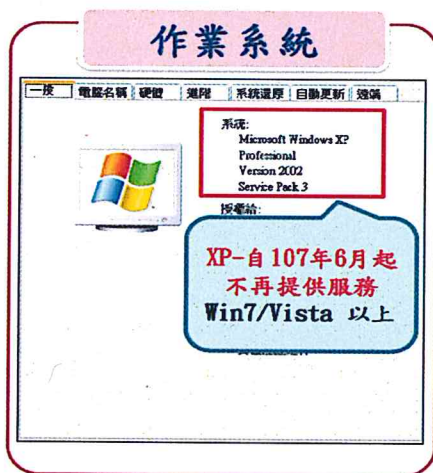 作業系統
一般 電腦名稱 硬體 進階 系統還原 自動更新 遠端
系統:
Microsoft Windows XP
Professional
Version 2002
Service Pack 3
授權給:
XP-自107年6月起
不再提供服務
Win7/Vista 以上